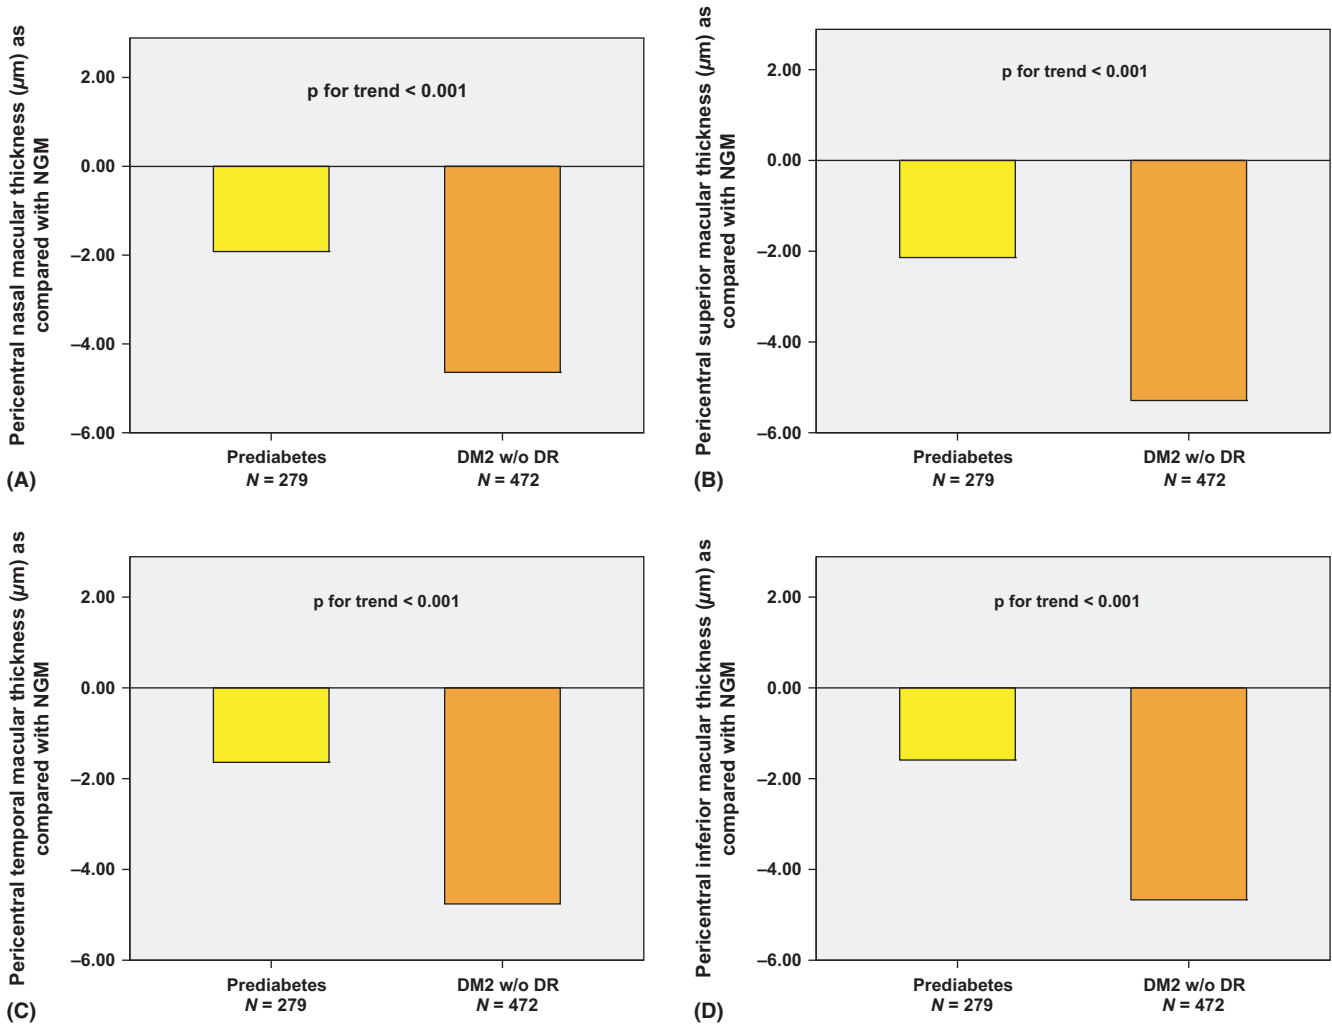 Pericentral nasal macular thickness (µm) as
compared with NGM
2.00
0.00
–2.00
–4.00
–6.00
p for trend < 0.001
Prediabetes
N = 279
DM2 w/o DR
N = 472
(A)
Pericentral superior macular thickness (µm) as
compared with NGM
2.00
0.00
–2.00
–4.00
–6.00
p for trend < 0.001
Prediabetes
N = 279
DM2 w/o DR
N = 472
(B)
Pericentral temporal macular thickness (µm) as
compared with NGM
2.00
0.00
–2.00
–4.00
–6.00
p for trend < 0.001
Prediabetes
N = 279
DM2 w/o DR
N = 472
(C)
Pericentral inferior macular thickness (µm) as
compared with NGM
2.00
0.00
–2.00
–4.00
–6.00
p for trend < 0.001
Prediabetes
N = 279
DM2 w/o DR
N = 472
(D)